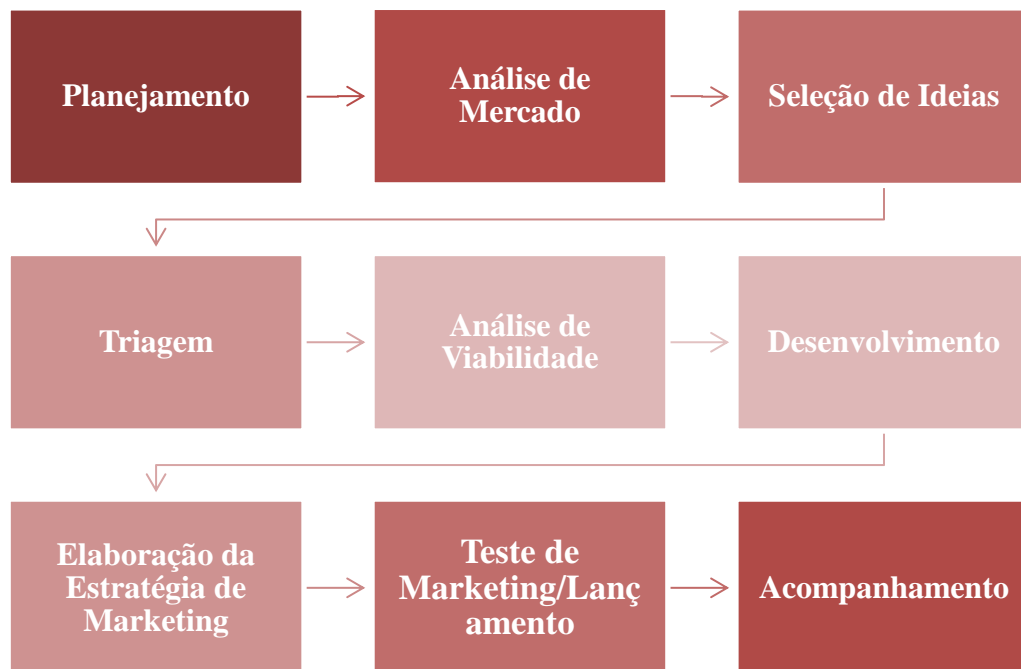 Planejamento
Análise de
Mercado
Seleção de Ideias
Triagem
Análise de
Viabilidade
Desenvolvimento
Elaboração da
Estratégia de
Marketing
Teste de
Marketing/Lanç
amento
Acompanhamento